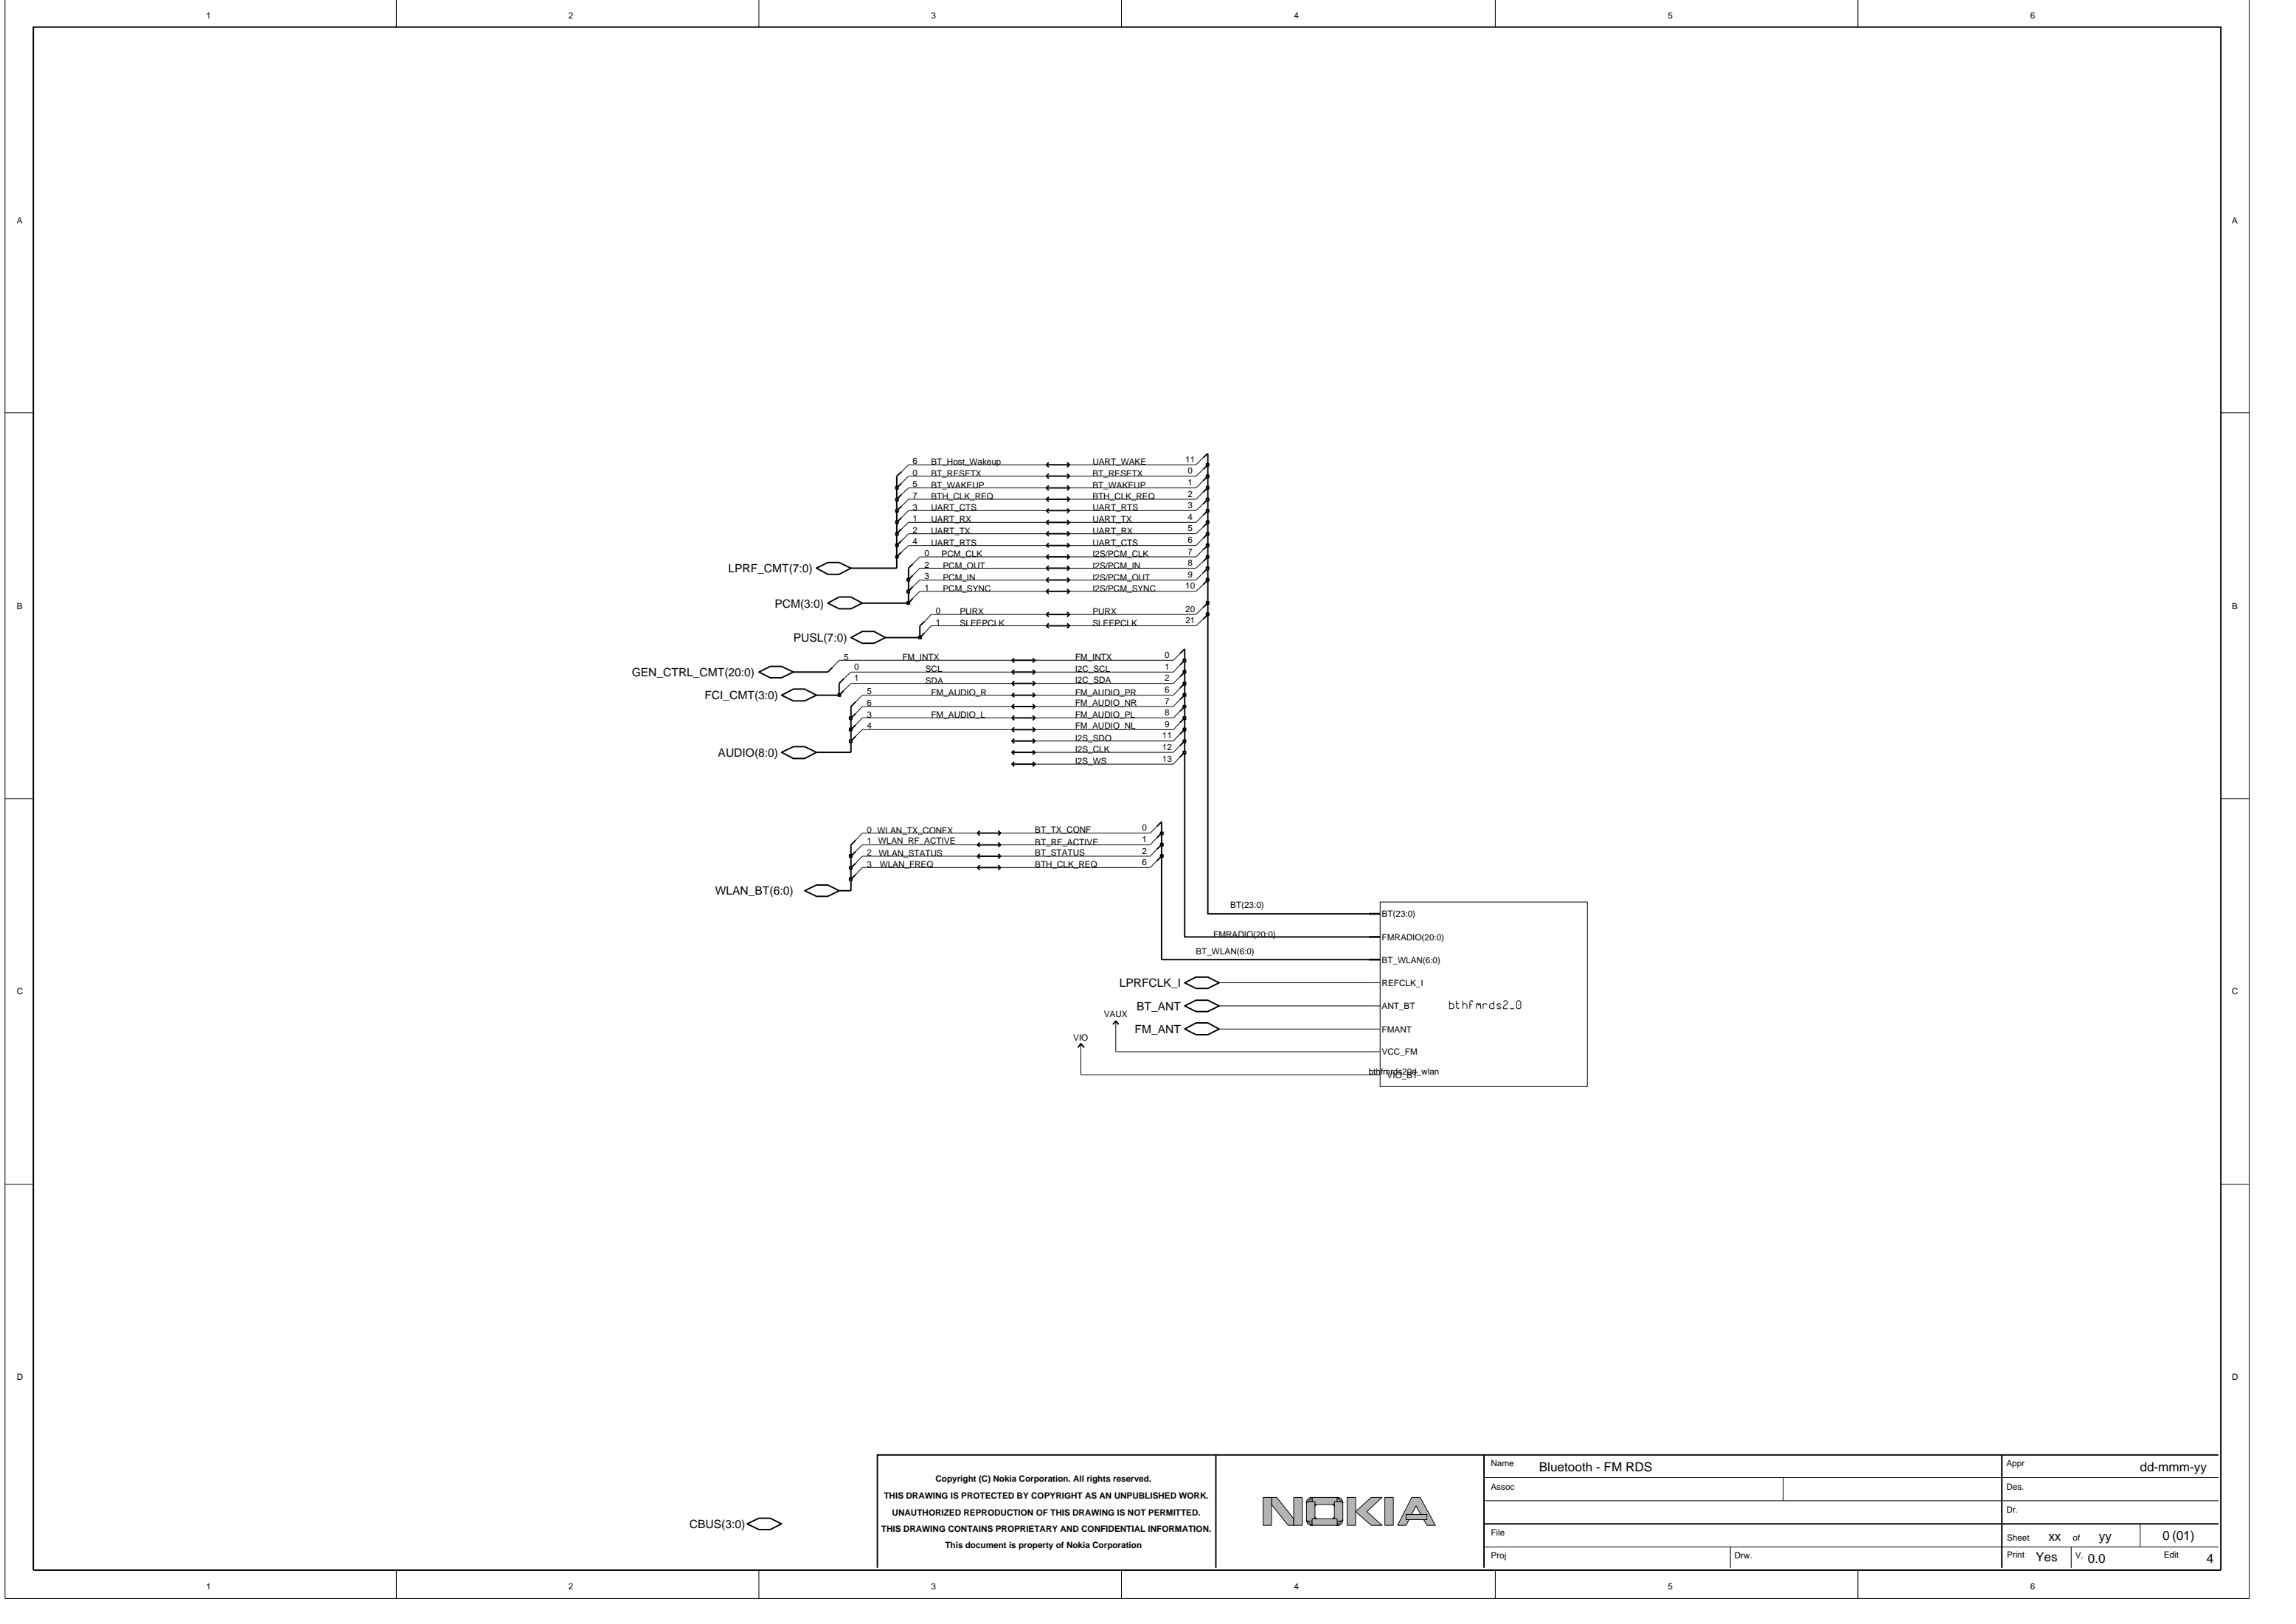 1 2 3 4 5 6
A A
6 BT_Host_Wakeup UART_WAKE 11
0 BT_RESETX BT_RESETX 0
5 BT_WAKEUP BT_WAKEUP 1
7 BTH_CLK_REQ BTH_CLK_REQ 2
3 UART_CTS UART_RTS 3
1 UART_RX UART_TX 4
2 UART_TX UART_RX 5
4 UART_RTS UART_CTS 6
0 PCM_CLK I2S/PCM_CLK 7
LPRF_CMT(7:0) 2 PCM_OUT I2S/PCM_IN 8
3 PCM_IN I2S/PCM_OUT 9
1 PCM_SYNC I2S/PCM_SYNC 10
B PCM(3:0) B
0 PURX PURX 20
1 SLEEPCLK SLEEPCLK 21
PUSL(7:0)
5 FM_INTX FM_INTX 0
GEN_CTRL_CMT(20:0) 0 SCL I2C_SCL 1
1 SDA I2C_SDA 2
FCI_CMT(3:0) 5 FM_AUDIO_R FM_AUDIO_PR 6
6 FM_AUDIO_NR 7
3 FM_AUDIO_L FM_AUDIO_PL 8
4 FM_AUDIO_NL 9
I2S_SDO 11
AUDIO(8:0) I2S_CLK 12
I2S_WS 13
0 WLAN_TX_CONFX BT_TX_CONF 0
1 WLAN_RF_ACTIVE BT_RF_ACTIVE 1
2 WLAN_STATUS BT_STATUS 2
3 WLAN_FREQ BTH_CLK_REQ 6
WLAN_BT(6:0)
BT(23:0) BT(23:0)
FMRADIO(20:0) FMRADIO(20:0)
BT_WLAN(6:0) BT_WLAN(6:0)
LPRFCLK_I REFCLK_I
C C
BT_ANT ANT_BT bthfmrds2_0
VAUX
FM_ANT FMANT
VIO
VCC_FM
bthfmrds20d_wlan
VIO_BT
D D
CBUS(3:0)
Copyright (C) Nokia Corporation. All rights reserved.
THIS DRAWING IS PROTECTED BY COPYRIGHT AS AN UNPUBLISHED WORK.
UNAUTHORIZED REPRODUCTION OF THIS DRAWING IS NOT PERMITTED.
THIS DRAWING CONTAINS PROPRIETARY AND CONFIDENTIAL INFORMATION.
This document is property of Nokia Corporation
NOKIA
Name Bluetooth - FM RDS Appr dd-mmm-yy
Assoc Des.
Dr.
File Sheet xx of yy 0 (01)
Proj Drw. Print Yes V. 0.0 Edit 4
1 2 3 4 5 6